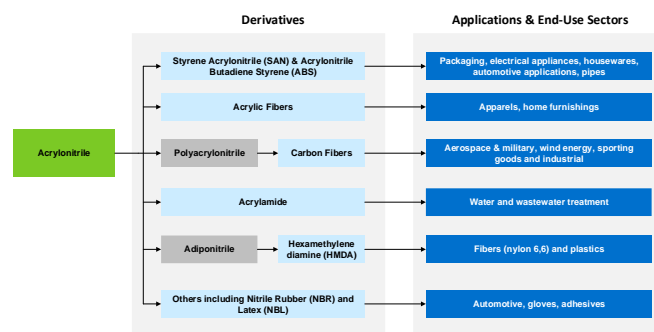 Derivatives
Applications & End-Use Sectors
Styrene Acrylonitrile (SAN) & Acrylonitrile
Butadiene Styrene (ABS)
Packaging, electrical appliances, housewares,
automotive applications, pipes
Acrylic Fibers
Apparels, home furnishings
Acrylonitrile
Polyacrylonitrile
Carbon Fibers
Aerospace & military, wind energy, sporting
goods and industrial
Acrylamide
Water and wastewater treatment
Adiponitrile
Hexamethylene
diamine (HMDA)
Fibers (nylon 6,6) and plastics
Others including Nitrile Rubber (NBR) and
Latex (NBL)
Automotive, gloves, adhesives